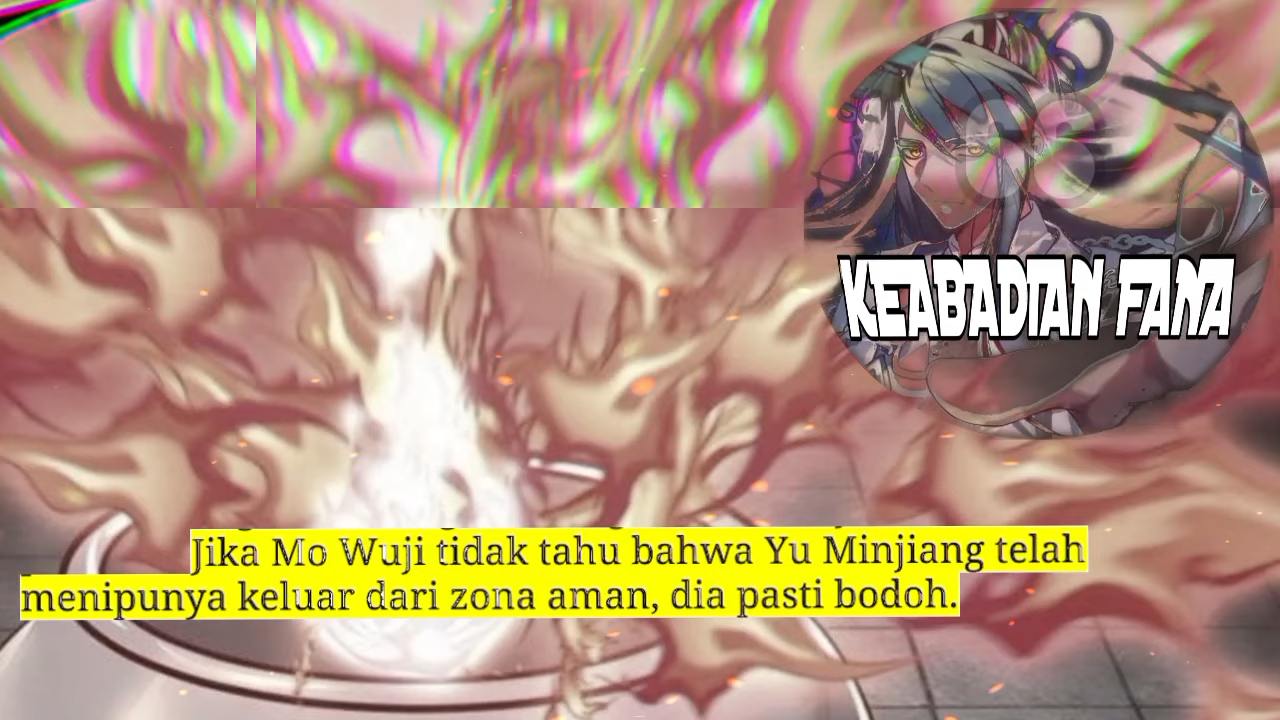 KEABADIAN FANA
Jika Mo Wuji tidak tahu bahwa Yu Minjiang telah
menipunya keluar dari zona aman, dia pasti bodoh.